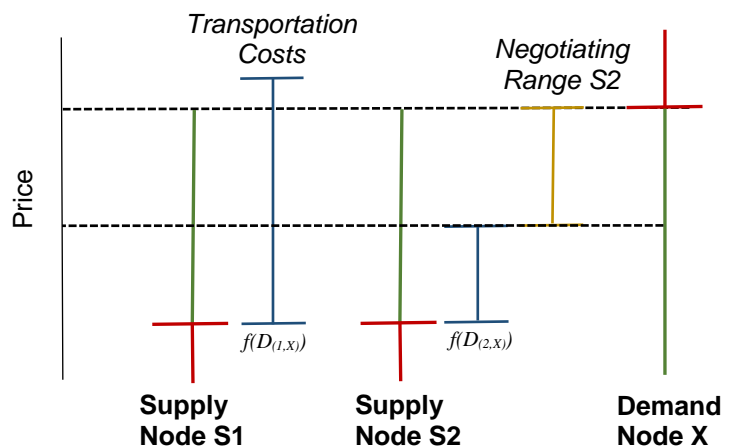 Transportation
Costs
Negotiating
Range S2
Price
f(D(1,X))
f(D(2,X))
Supply
Node S1
Supply
Node S2
Demand
Node X